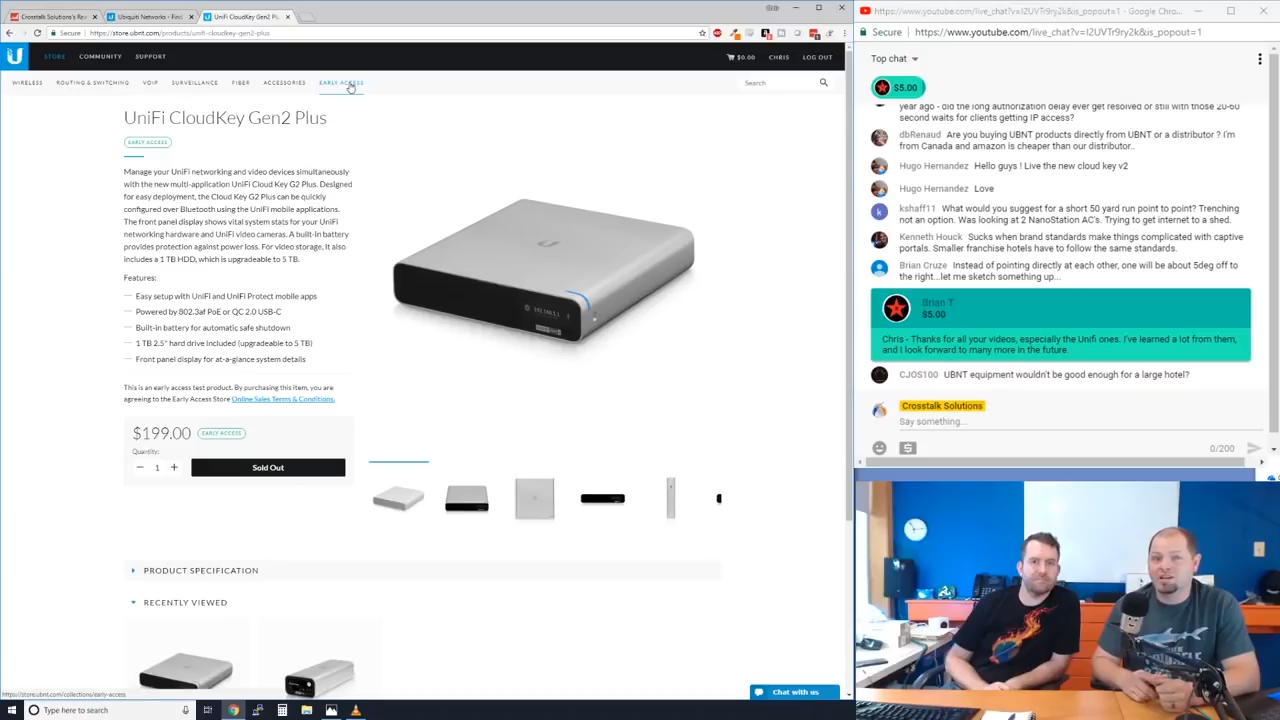 Crosstalk Solutions's Re
Ubiquiti Networks - Find
UniFi CloudKey Gen2 Plus
https://www.youtube.com/live_chat?v=I2UVTr9ry2k&is_popout=1 - Google Chro...
Secure
https://store.ubnt.com/products/unifi-cloudkey-gen2-plus
Secure
https://www.youtube.com/live_chat?v=I2UVTr9ry2k&is_popout=1
STORE
COMMUNITY
SUPPORT
$0.00
CHRIS
LOG OUT
WIRELESS
ROUTING & SWITCHING
VOIP
SURVEILLANCE
FIBER
ACCESSORIES
EARLY ACCESS
Search
UniFi CloudKey Gen2 Plus
EARLY ACCESS
Manage your UniFi networking and video devices simultaneously
with the new multi-application UniFi Cloud Key G2 Plus. Designed
for easy deployment, the Cloud Key G2 Plus can be quickly
configured over Bluetooth using the UniFi mobile applications.
The front panel display shows vital system stats for your UniFi
networking hardware and UniFi video cameras. A built-in battery
provides protection against power loss. For video storage, it also
includes a 1 TB HDD, which is upgradeable to 5 TB.
Features:
— Easy setup with UniFi and UniFi Protect mobile apps
— Powered by 802.3af PoE or QC 2.0 USB-C
— Built-in battery for automatic safe shutdown
— 1 TB 2.5" hard drive included (upgradeable to 5 TB)
— Front panel display for at-a-glance system details
This is an early access test product. By purchasing this item, you are
agreeing to the Early Access Store Online Sales Terms & Conditions.
$199.00
EARLY ACCESS
Quantity:
− 1 +
Sold Out
PRODUCT SPECIFICATION
RECENTLY VIEWED
https://store.ubnt.com/collections/early-access
Chat with us
Type here to search
Top chat
$5.00
year ago - did the long authorization delay ever get resolved or still with those 20-60
second waits for clients getting IP access?
dbRenaud Are you buying UBNT products directly from UBNT or a distributor ? I'm
from Canada and amazon is cheaper than our distributor..
Hugo Hernandez Hello guys ! Live the new cloud key v2
Hugo Hernandez Love
kshaff11 What would you suggest for a short 50 yard run point to point? Trenching
not an option. Was looking at 2 NanoStation AC's. Trying to get internet to a shed.
Kenneth Houck Sucks when brand standards make things complicated with captive
portals. Smaller franchise hotels have to follow the same standards.
Brian Cruze Instead of pointing directly at each other, one will be about 5deg off to
the right...let me sketch something up...
Brian T
$5.00
Chris - Thanks for all your videos, especially the Unifi ones. I've learned a lot from them,
and I look forward to many more in the future.
CJOS100 UBNT equipment wouldn't be good enough for a large hotel?
Crosstalk Solutions
Say something...
0/200